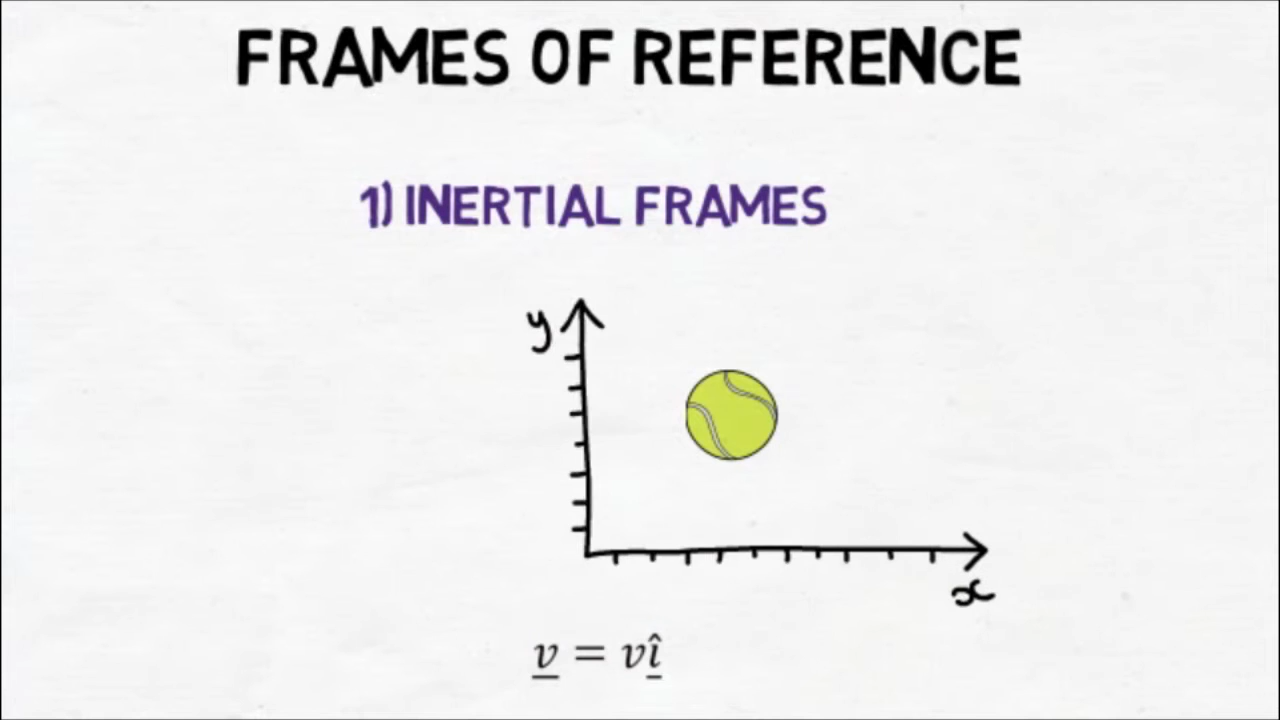 FRAMES OF REFERENCE
1) INERTIAL FRAMES
y
x
v̲ = vî̲